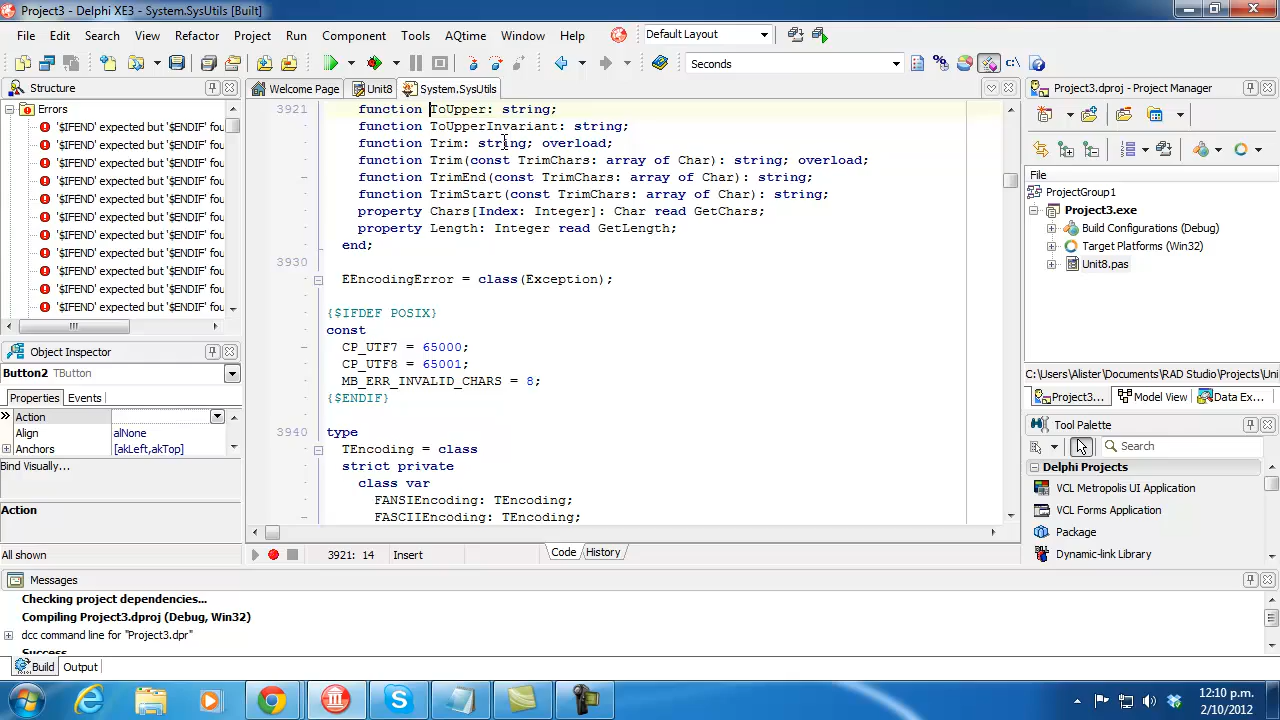 Project3 - Delphi XE3 - System.SysUtils [Built]
File Edit Search View Refactor Project Run Component Tools AQtime Window Help Default Layout
Seconds
Structure
Errors
'$IFEND' expected but '$ENDIF' fou
'$IFEND' expected but '$ENDIF' fou
'$IFEND' expected but '$ENDIF' fou
'$IFEND' expected but '$ENDIF' fou
'$IFEND' expected but '$ENDIF' fou
'$IFEND' expected but '$ENDIF' fou
'$IFEND' expected but '$ENDIF' fou
'$IFEND' expected but '$ENDIF' fou
'$IFEND' expected but '$ENDIF' fou
'$IFEND' expected but '$ENDIF' fou
'$IFEND' expected but '$ENDIF' fou
Object Inspector
Button2 TButton
Properties Events
Action
Align alNone
Anchors [akLeft,akTop]
Bind Visually...
Action
All shown
Welcome Page Unit8 System.SysUtils
3921 function ToUpper: string;
function ToUpperInvariant: string;
function Trim: string; overload;
function Trim(const TrimChars: array of Char): string; overload;
function TrimEnd(const TrimChars: array of Char): string;
function TrimStart(const TrimChars: array of Char): string;
property Chars[Index: Integer]: Char read GetChars;
property Length: Integer read GetLength;
end;
3930
EEncodingError = class(Exception);
{$IFDEF POSIX}
const
CP_UTF7 = 65000;
CP_UTF8 = 65001;
MB_ERR_INVALID_CHARS = 8;
{$ENDIF}
3940 type
TEncoding = class
strict private
class var
FANSIEncoding: TEncoding;
FASCIIEncoding: TEncoding;
3921: 14 Insert Code History
Project3.dproj - Project Manager
File
ProjectGroup1
Project3.exe
Build Configurations (Debug)
Target Platforms (Win32)
Unit8.pas
C:\Users\Alister\Documents\RAD Studio\Projects\Uni
Project3... Model View Data Ex...
Tool Palette
Search
Delphi Projects
VCL Metropolis UI Application
VCL Forms Application
Package
Dynamic-link Library
Messages
Checking project dependencies...
Compiling Project3.dproj (Debug, Win32)
dcc command line for "Project3.dpr"
Success
Build Output
12:10 p.m.
2/10/2012